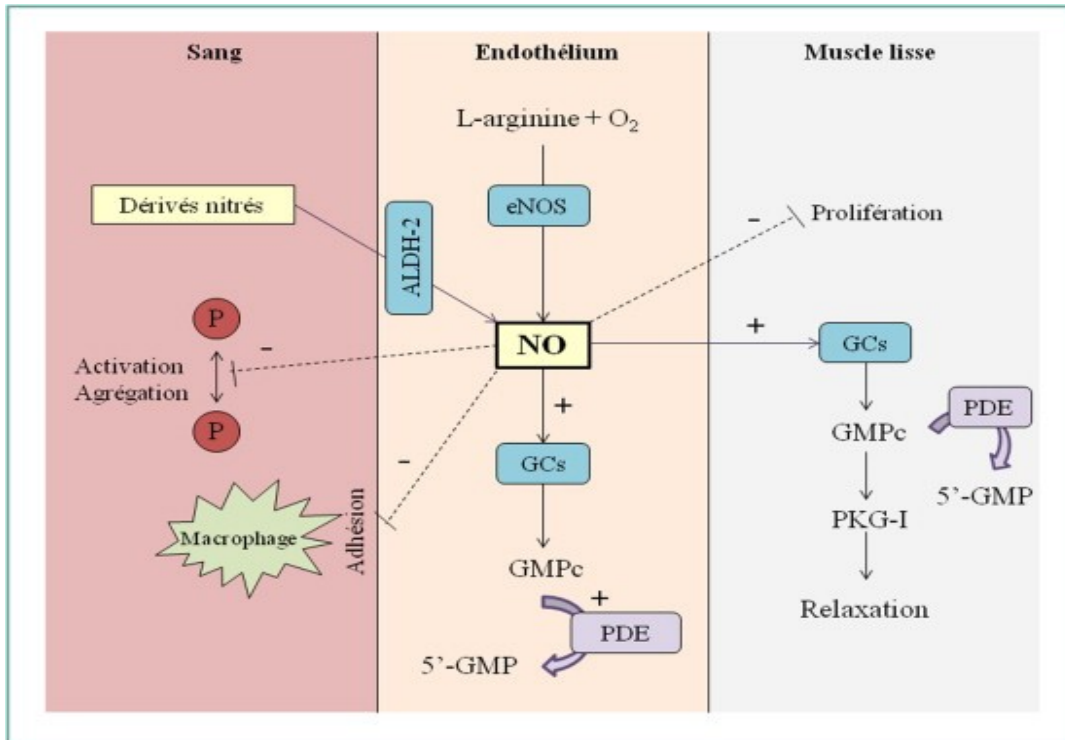 Sang
Endothélium
Muscle lisse
L-arginine + O₂
Dérivés nitrés
ALDH-2
eNOS
-
Prolifération
P
Activation
Agrégation
P
-
NO
+
GCs
PDE
GMPc
5’-GMP
PKG-I
Relaxation
+
GCs
-
Adhésion
Macrophage
GMPc
+
PDE
5’-GMP